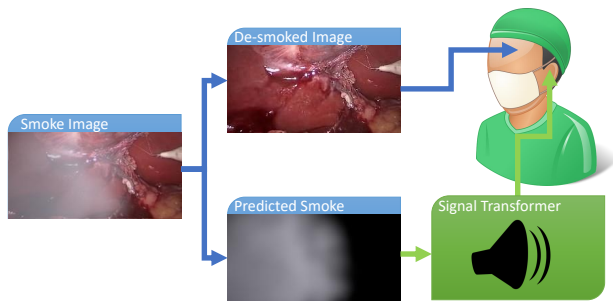 De-smoked Image
Smoke Image
Predicted Smoke
Signal Transformer